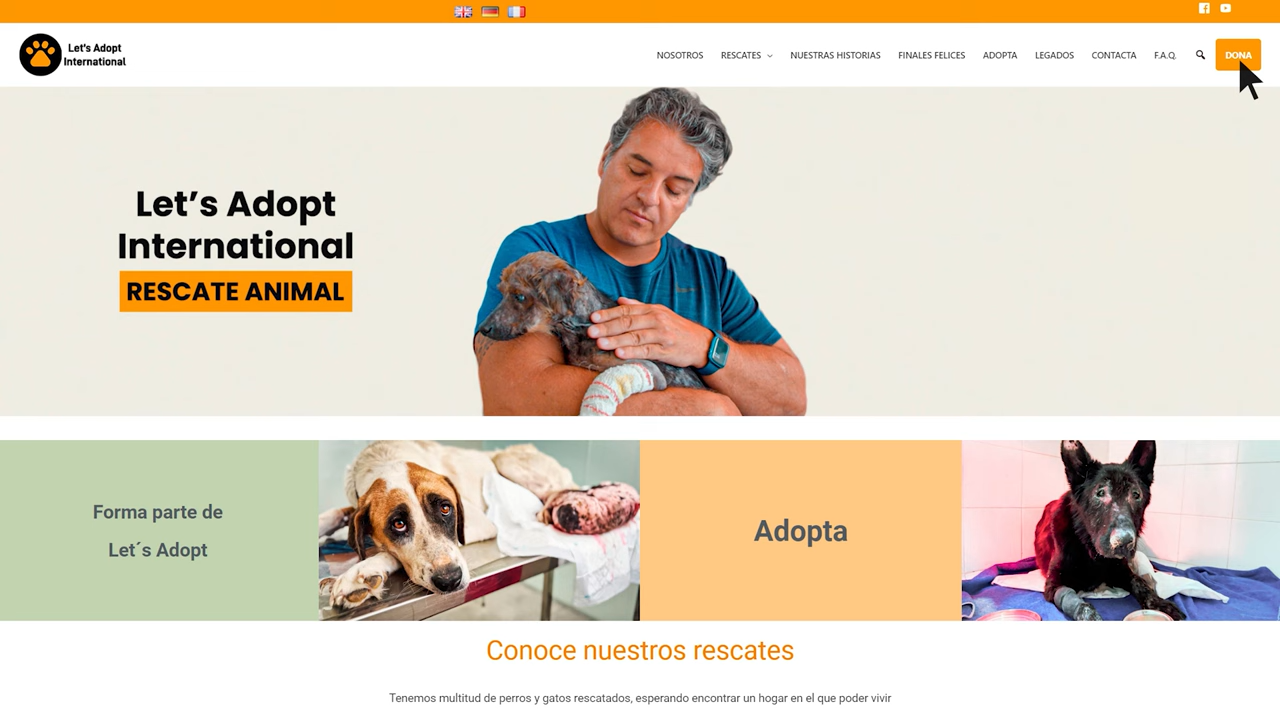 Let's Adopt
International
NOSOTROS RESCATES NUESTRAS HISTORIAS FINALES FELICES ADOPTA LEGADOS CONTACTA F.A.Q. DONA
Let's Adopt
International
RESCATE ANIMAL
Forma parte de
Let´s Adopt
Adopta
Conoce nuestros rescates
Tenemos multitud de perros y gatos rescatados, esperando encontrar un hogar en el que poder vivir